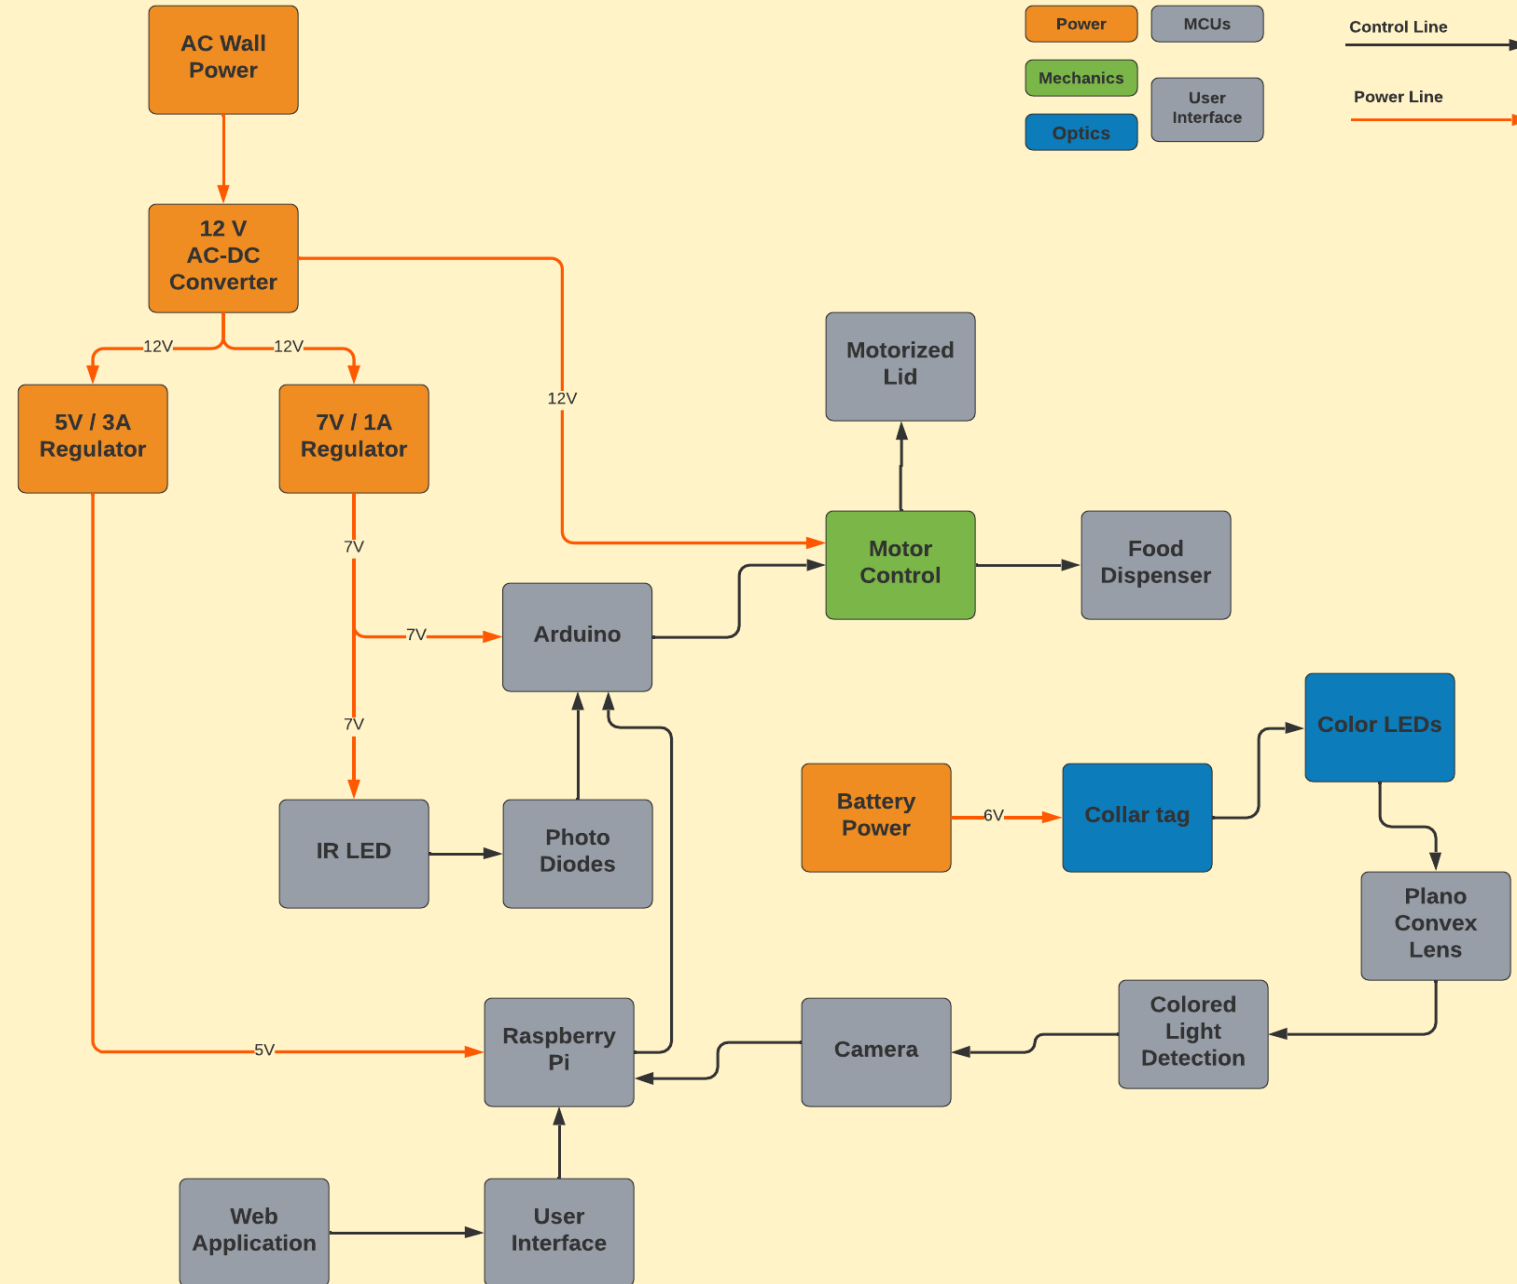 AC Wall
Power
Power
MCUs
Control Line
Mechanics
User
Interface
Power Line
Optics
12 V
AC-DC
Converter
12V
12V
12V
5V / 3A
Regulator
7V / 1A
Regulator
Motorized
Lid
7V
Motor
Control
Food
Dispenser
Arduino
7V
7V
Color LEDs
Battery
Power
6V
Collar tag
IR LED
Photo
Diodes
Plano
Convex
Lens
Raspberry
Pi
5V
Camera
Colored
Light
Detection
Web
Application
User
Interface